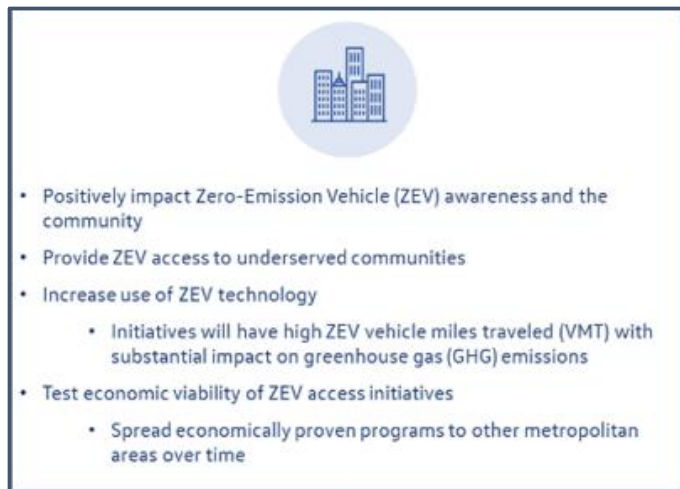 • Positively impact Zero-Emission Vehicle (ZEV) awareness and the
community
• Provide ZEV access to underserved communities
• Increase use of ZEV technology
• Initiatives will have high ZEV vehicle miles traveled (VMT) with
substantial impact on greenhouse gas (GHG) emissions
• Test economic viability of ZEV access initiatives
• Spread economically proven programs to other metropolitan
areas over time